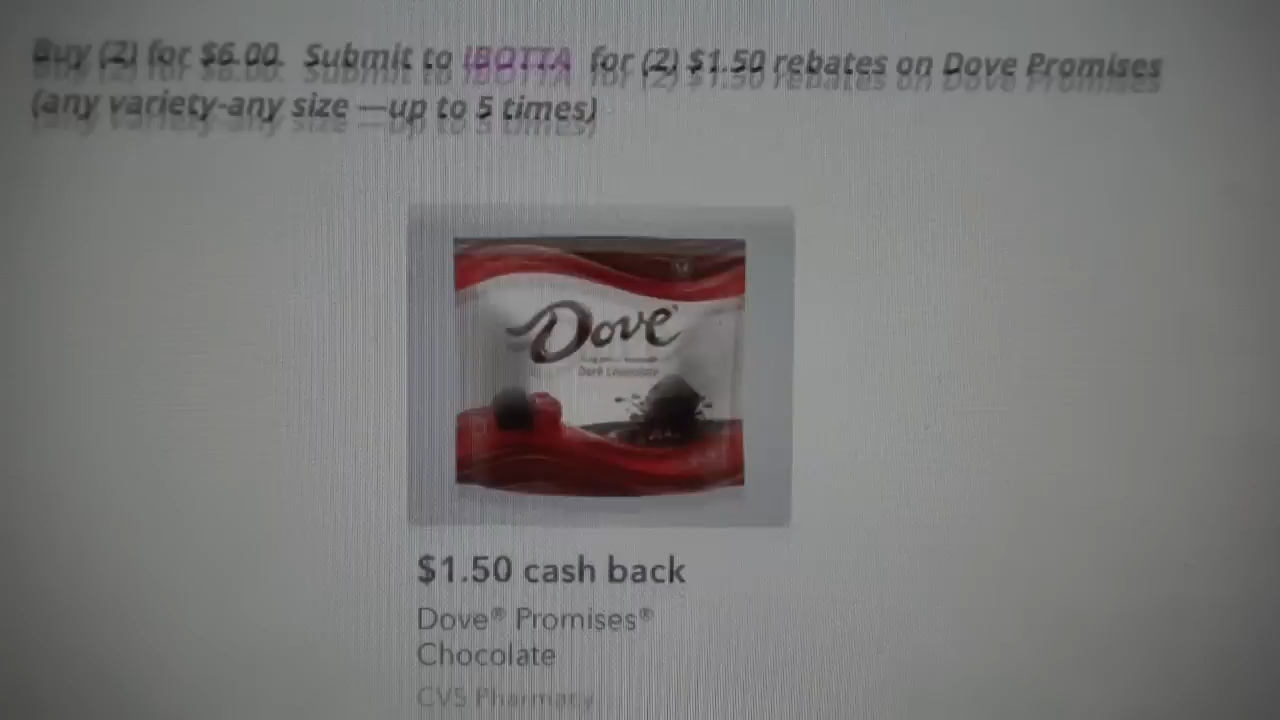 Buy (2) for $6.00. Submit to IBOTTA for (2) $1.50 rebates on Dove Promises
(any variety-any size —up to 5 times)
Dove
Dark Chocolate
$1.50 cash back
Dove® Promises®
Chocolate
CVS Pharmacy